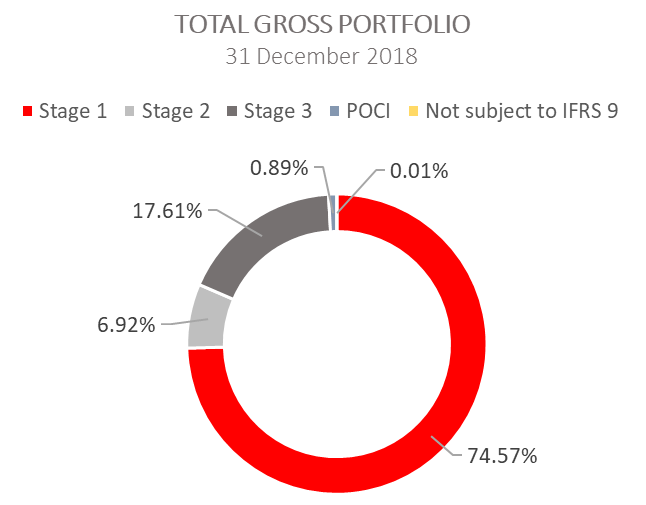 TOTAL GROSS PORTFOLIO
31 December 2018
Stage 1 Stage 2 Stage 3 POCI Not subject to IFRS 9
0.89%
0.01%
17.61%
6.92%
74.57%